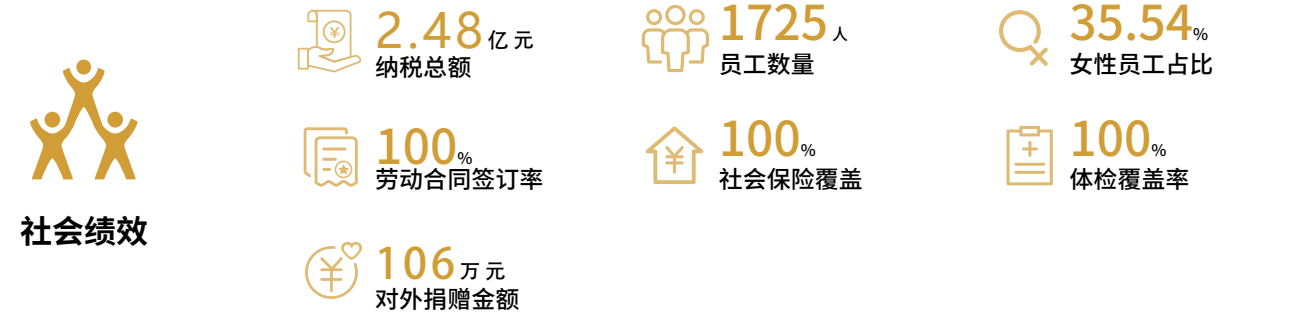 社会绩效
2.48亿元
纳税总额
1725人
员工数量
35.54%
女性员工占比
100%
劳动合同签订率
100%
社会保险覆盖
100%
体检覆盖率
106万元
对外捐赠金额